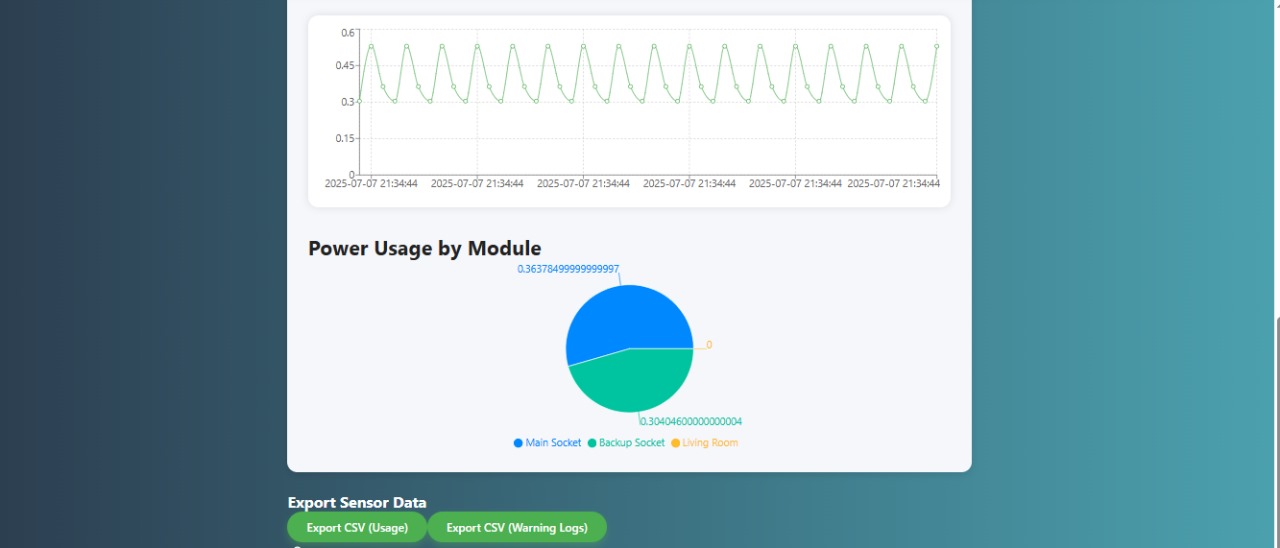 0.6
0.45
0.3
0.15
0
2025-07-07 21:34:44 2025-07-07 21:34:44 2025-07-07 21:34:44 2025-07-07 21:34:44 2025-07-07 21:34:44 2025-07-07 21:34:44
Power Usage by Module
0.36378499999999997
0
0.30404600000000004
Main Socket Backup Socket Living Room
Export Sensor Data
Export CSV (Usage) Export CSV (Warning Logs)